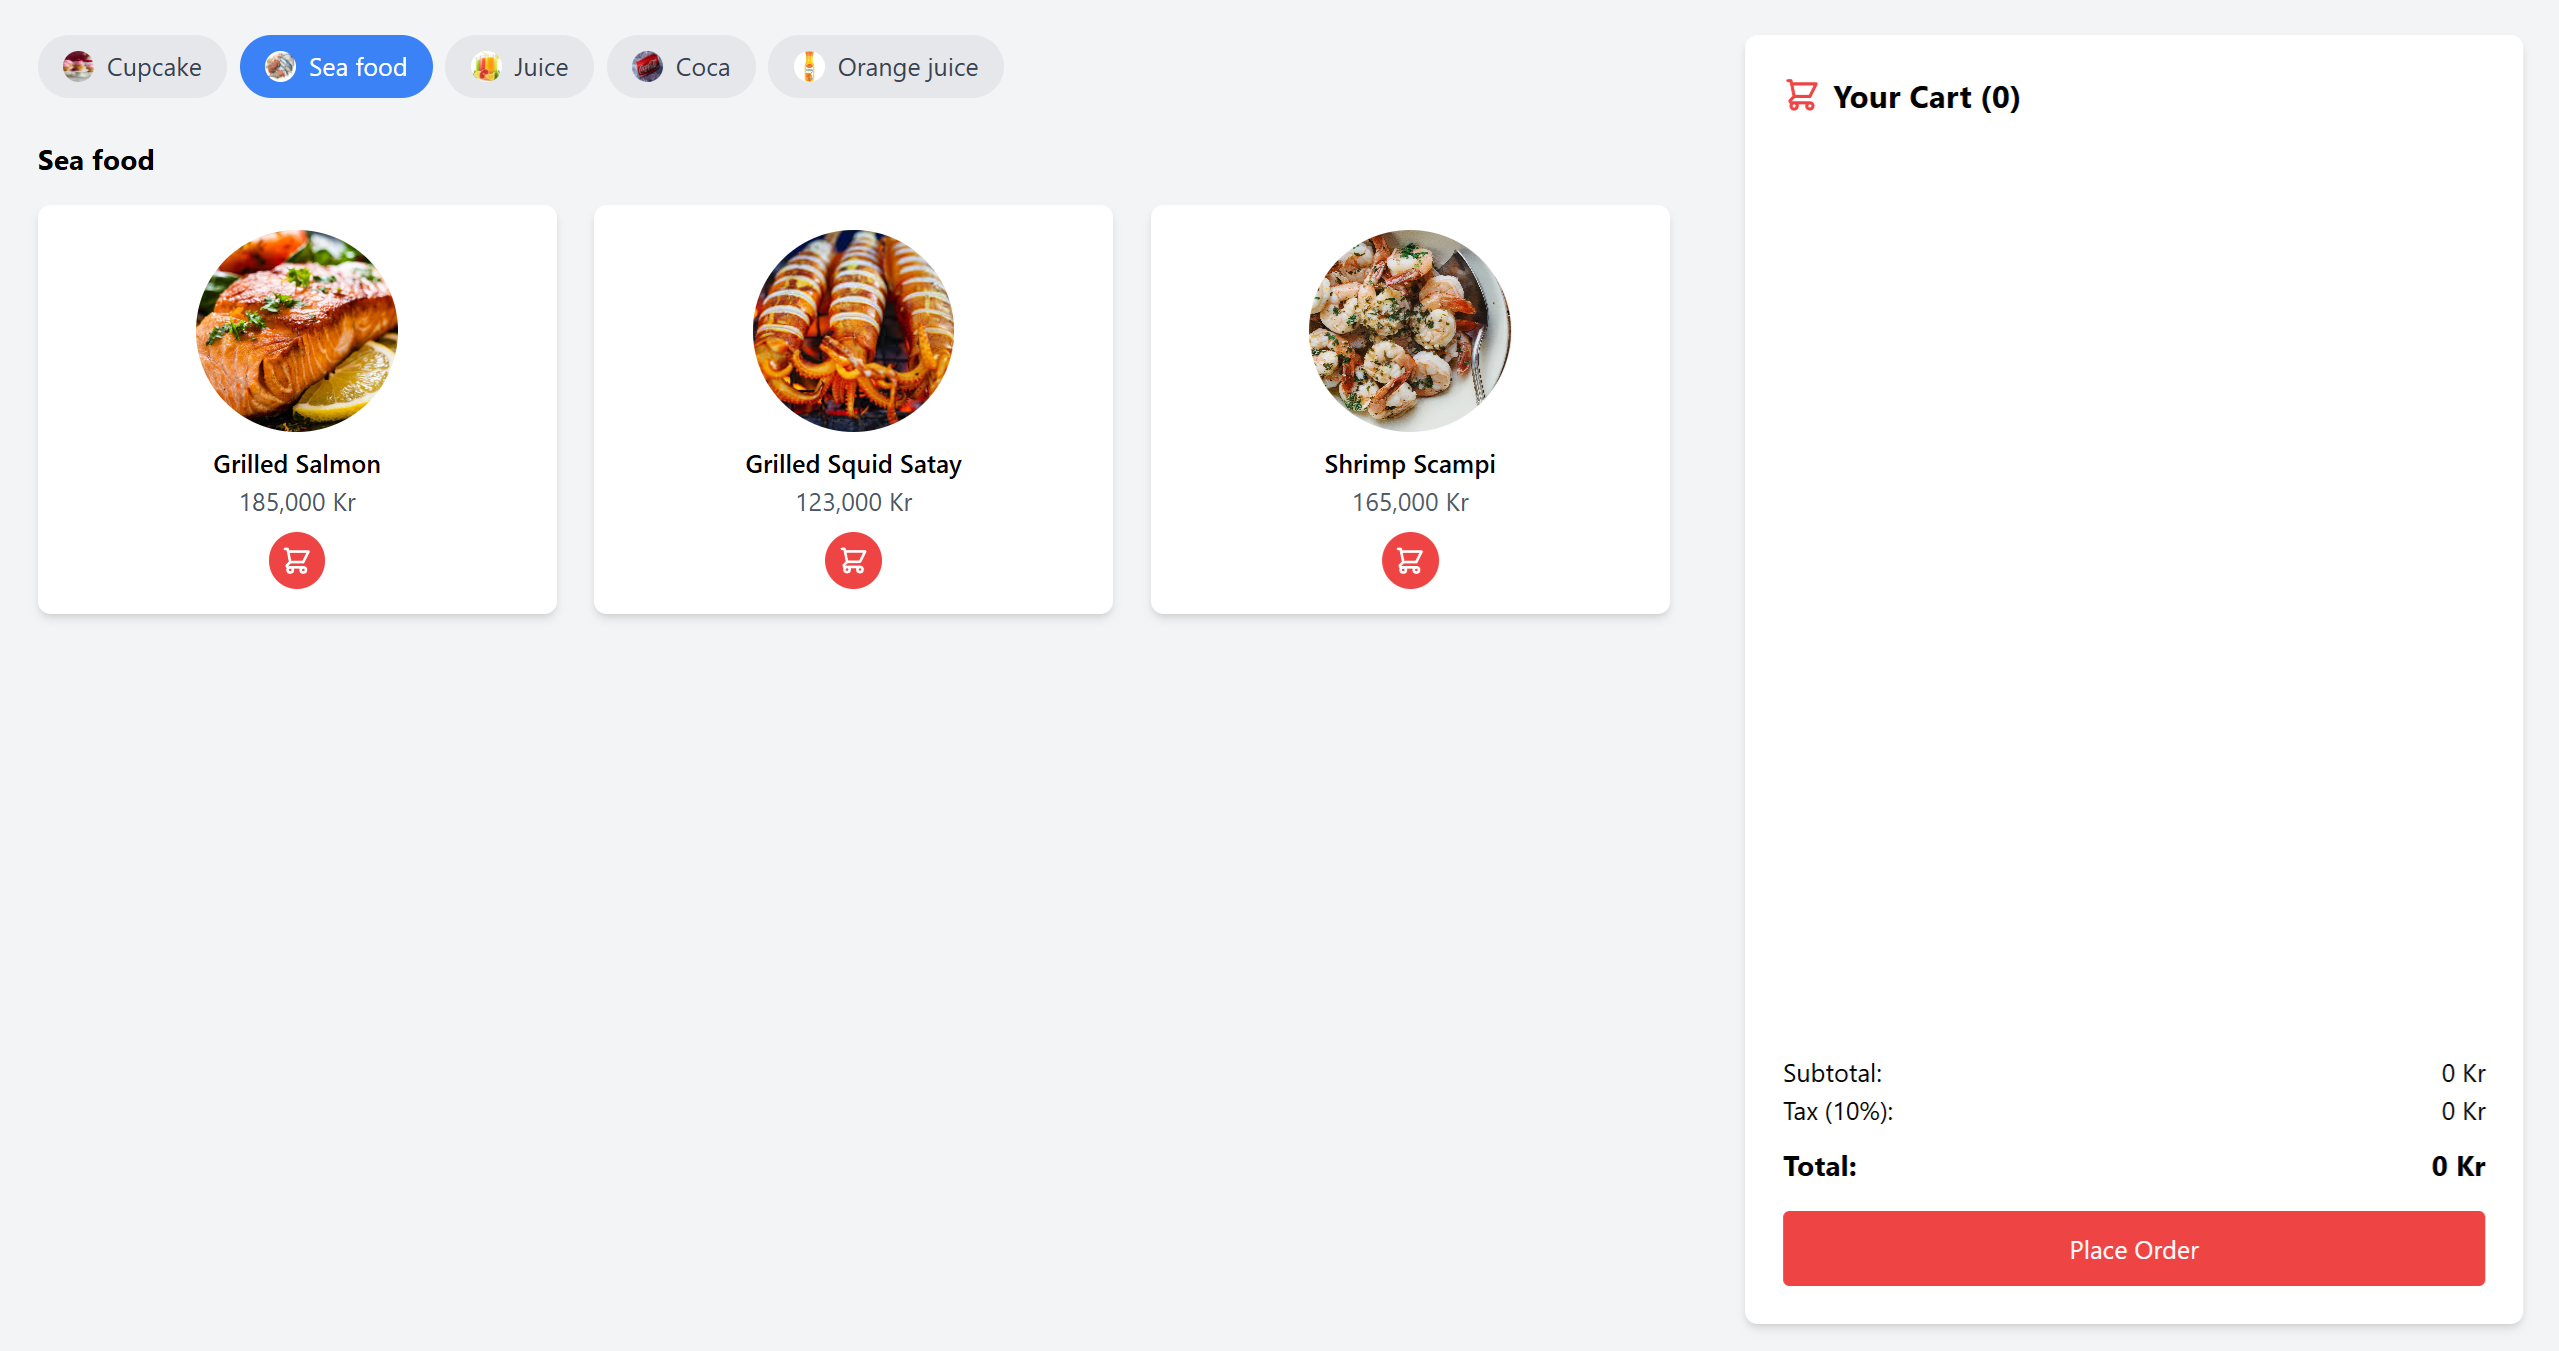 Cupcake
Sea food
Juice
Coca
Orange juice
Sea food
Grilled Salmon
185,000 Kr
Grilled Squid Satay
123,000 Kr
Shrimp Scampi
165,000 Kr
Your Cart (0)
Subtotal: 0 Kr
Tax (10%): 0 Kr
Total: 0 Kr
Place Order